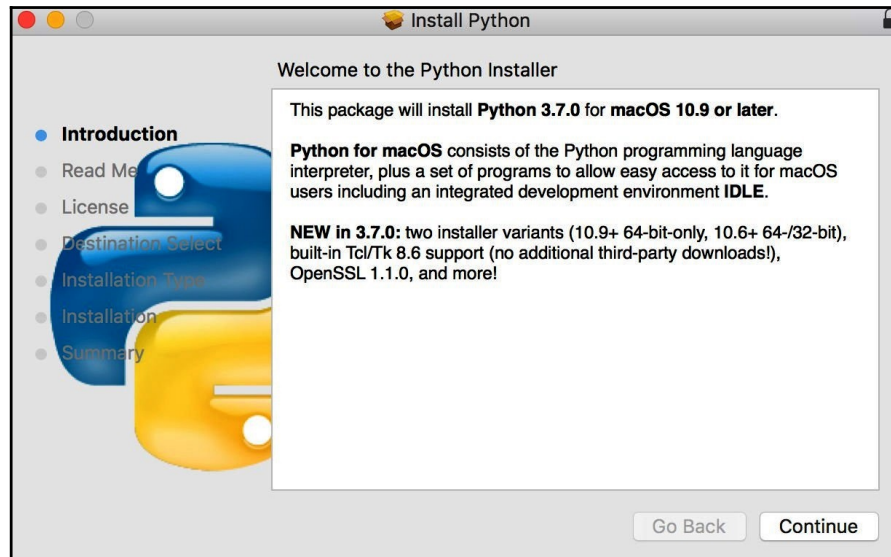 Install Python
Welcome to the Python Installer
Introduction
Read Me
License
Destination Select
Installation Type
Installation
Summary
This package will install Python 3.7.0 for macOS 10.9 or later.
Python for macOS consists of the Python programming language
interpreter, plus a set of programs to allow easy access to it for macOS
users including an integrated development environment IDLE.
NEW in 3.7.0: two installer variants (10.9+ 64-bit-only, 10.6+ 64-/32-bit),
built-in Tcl/Tk 8.6 support (no additional third-party downloads!),
OpenSSL 1.1.0, and more!
Go Back
Continue